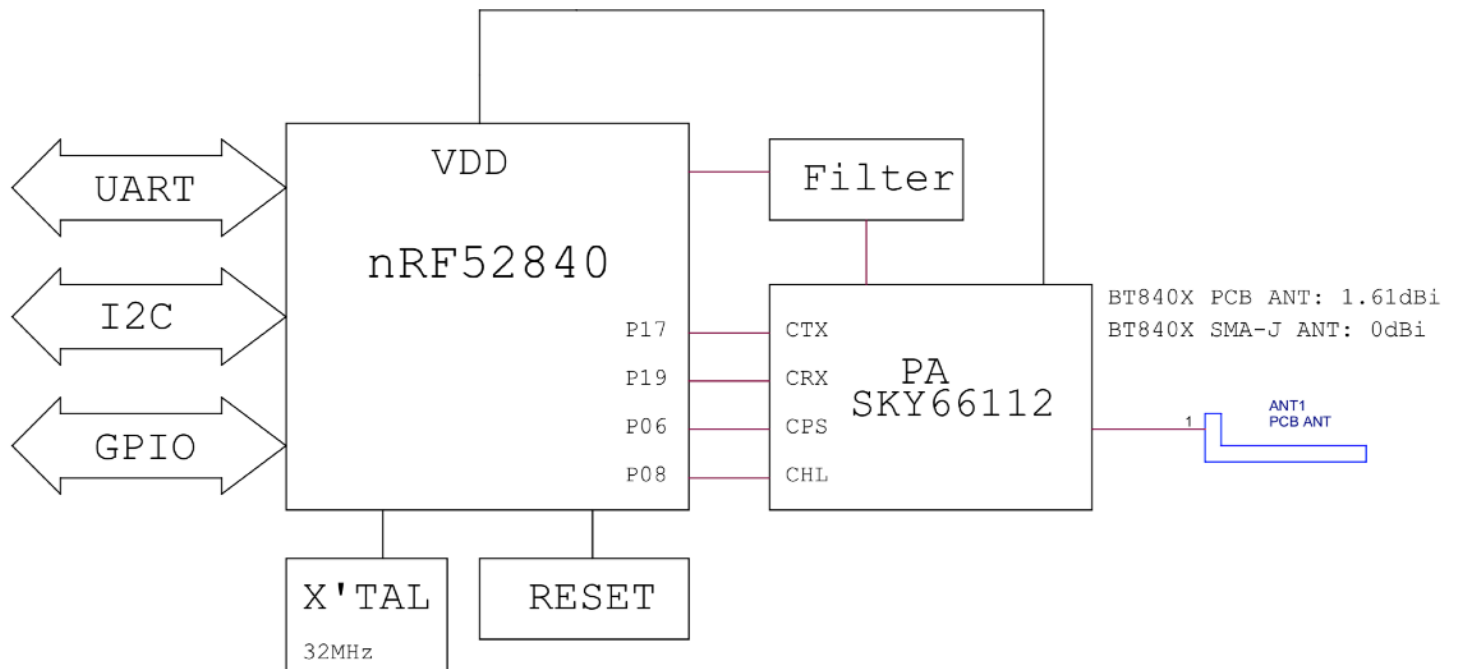 VDD
UART
Filter
nRF52840
I2C
BT840X PCB ANT: 1.61dBi
BT840X SMA-J ANT: 0dBi
P17
CTX
P19
CRX
PA
SKY66112
ANT1
PCB ANT
1
GPIO
P06
CPS
P08
CHL
X'TAL
32MHz
RESET